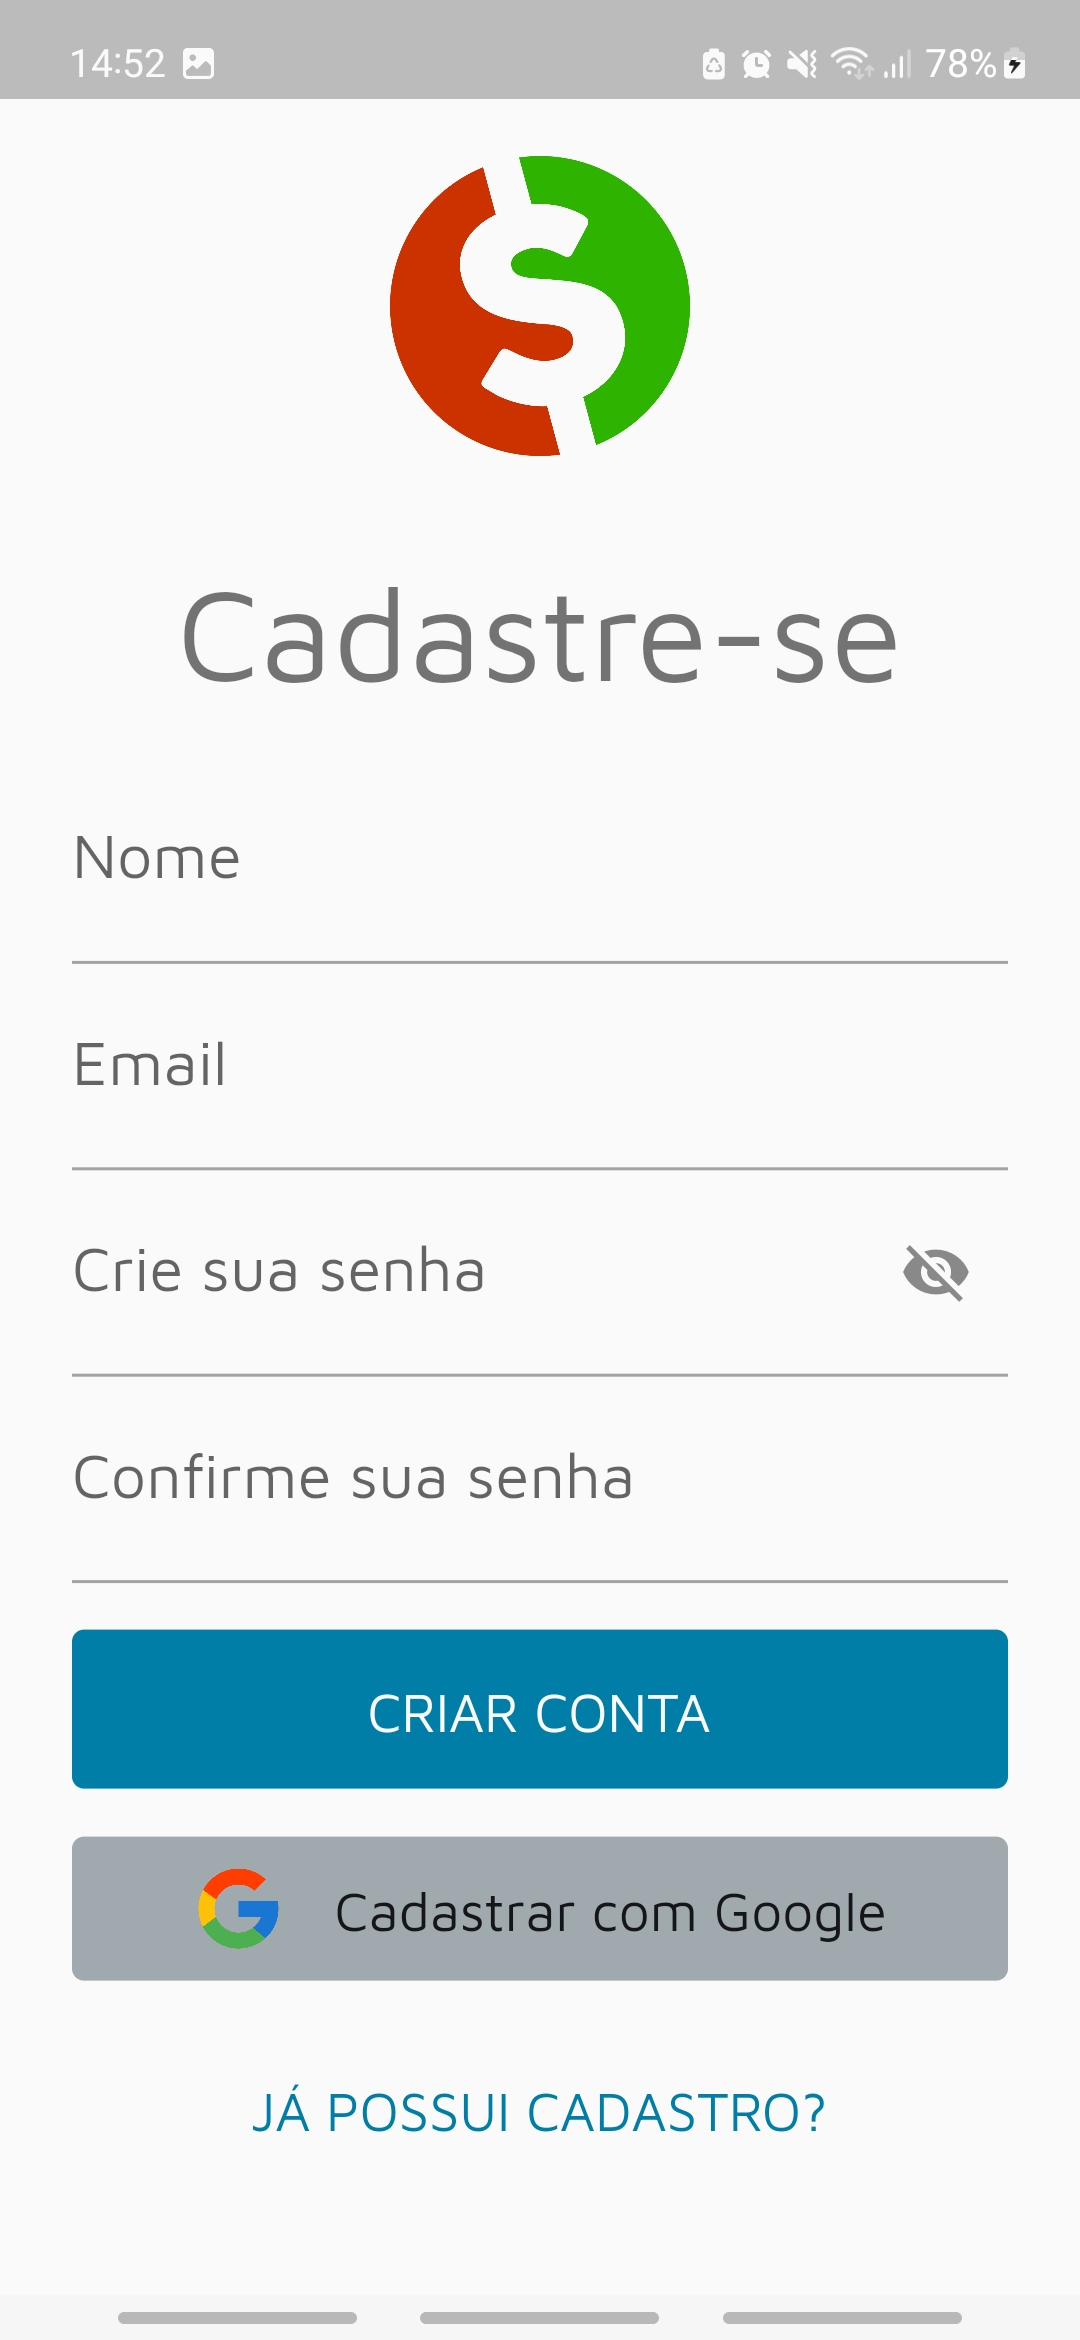 14:52 78%
Cadastre-se
Nome
Email
Crie sua senha
Confirme sua senha
CRIAR CONTA
Cadastrar com Google
JÁ POSSUI CADASTRO?